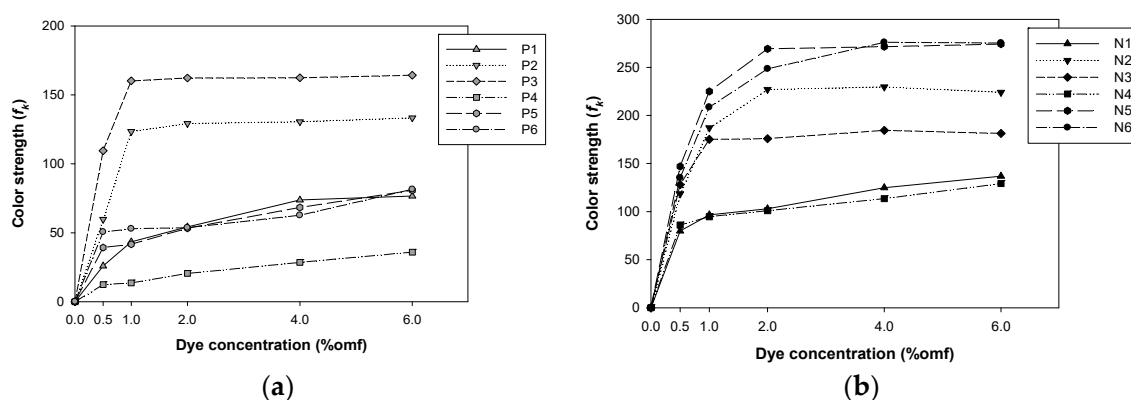 200
150
100
50
0
Color strength (fk)
0.0 0.5 1.0 2.0 4.0 6.0
Dye concentration (%omf)
P1
P2
P3
P4
P5
P6
(a)
300
250
200
150
100
50
0
Color strength (fk)
0.0 0.5 1.0 2.0 4.0 6.0
Dye concentration (%omf)
N1
N2
N3
N4
N5
N6
(b)